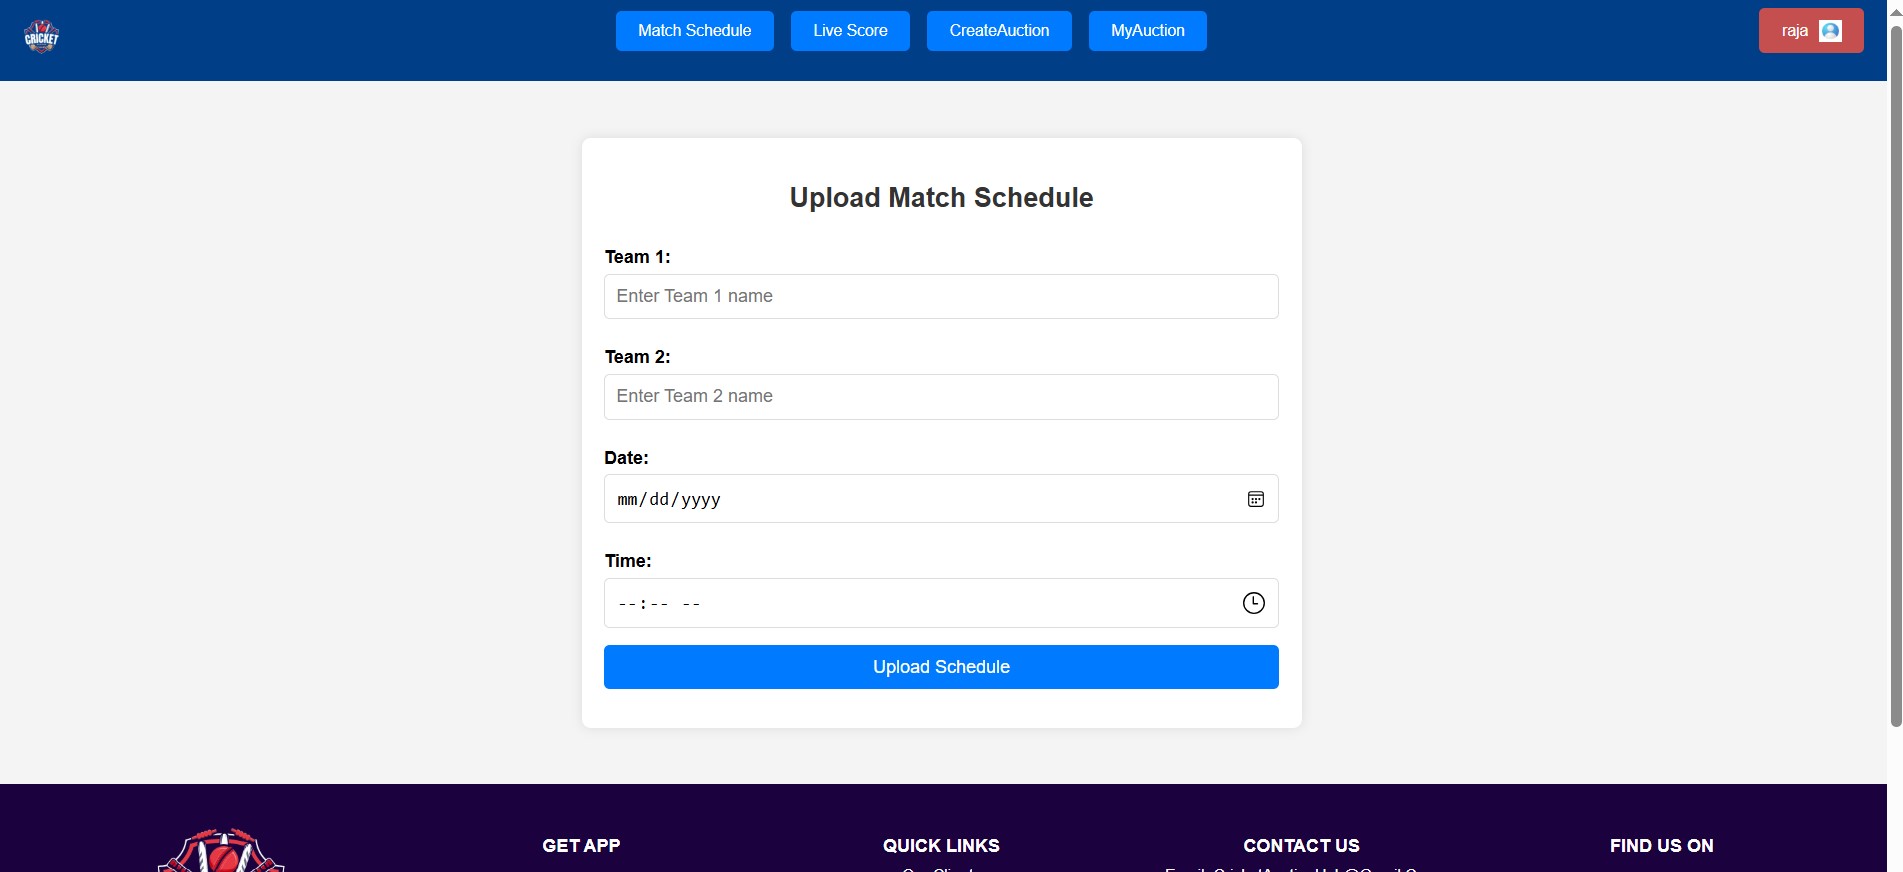 CRICKET
Match Schedule
Live Score
CreateAuction
MyAuction
raja
Upload Match Schedule
Team 1:
Enter Team 1 name
Team 2:
Enter Team 2 name
Date:
mm/dd/yyyy
Time:
--:-- --
Upload Schedule
GET APP
QUICK LINKS
CONTACT US
FIND US ON